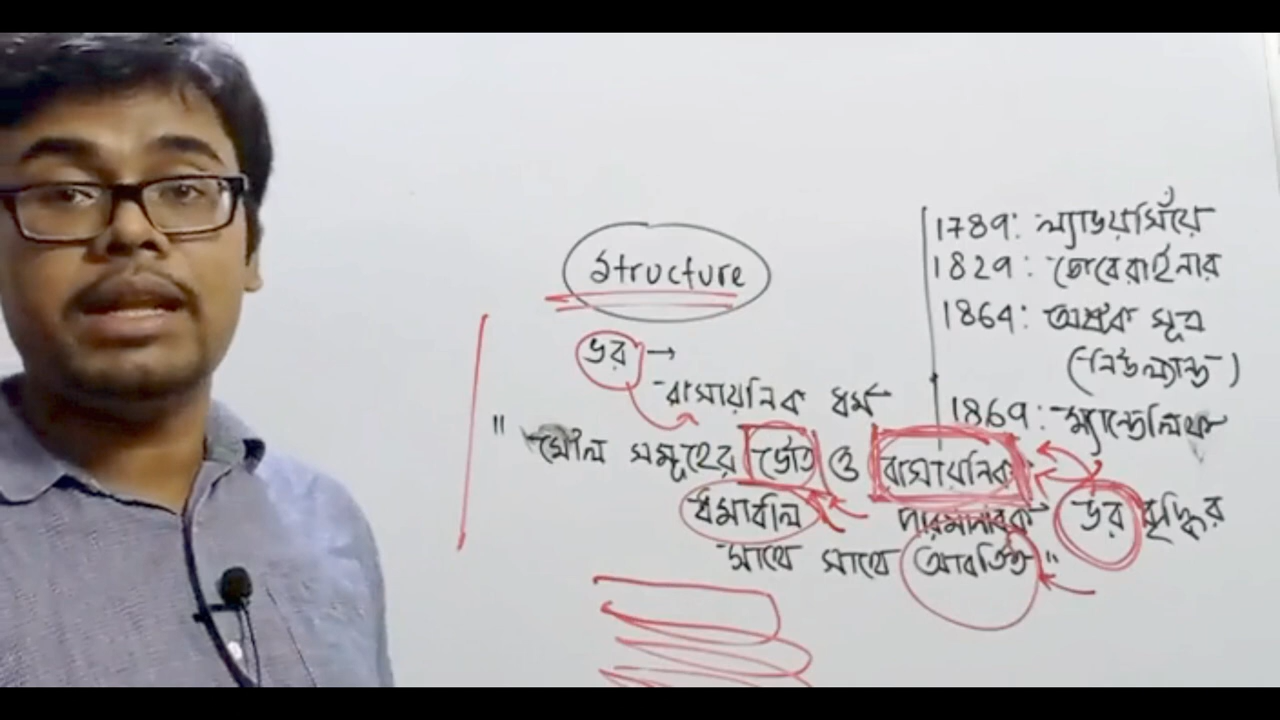 Structure
ভর →
রাসায়নিক ধর্ম
"মৌল সমূহের ভৌত ও রাসায়নিক
ধর্মাবলি পারমাণবিক ভর বৃদ্ধির
সাথে সাথে আবর্তিত"
1789: ল্যাভয়সিঁয়ে
1829: ডোবেরাইনার
1864: অষ্টক সূত্র
(নিউল্যান্ড)
1869: ম্যান্ডেলিফ